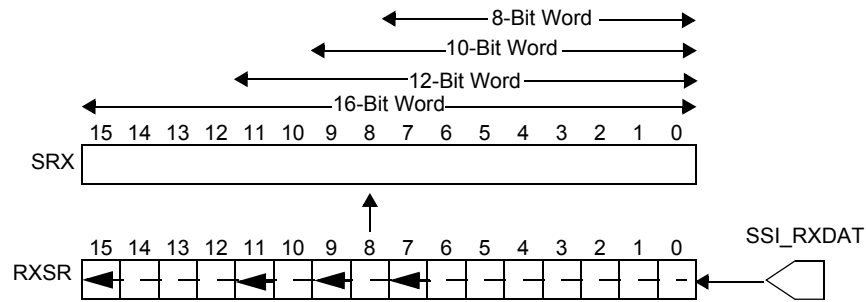 8-Bit Word
10-Bit Word
12-Bit Word
16-Bit Word
15 14 13 12 11 10 9 8 7 6 5 4 3 2 1 0
SRX
15 14 13 12 11 10 9 8 7 6 5 4 3 2 1 0
SSI_RXDAT
RXSR